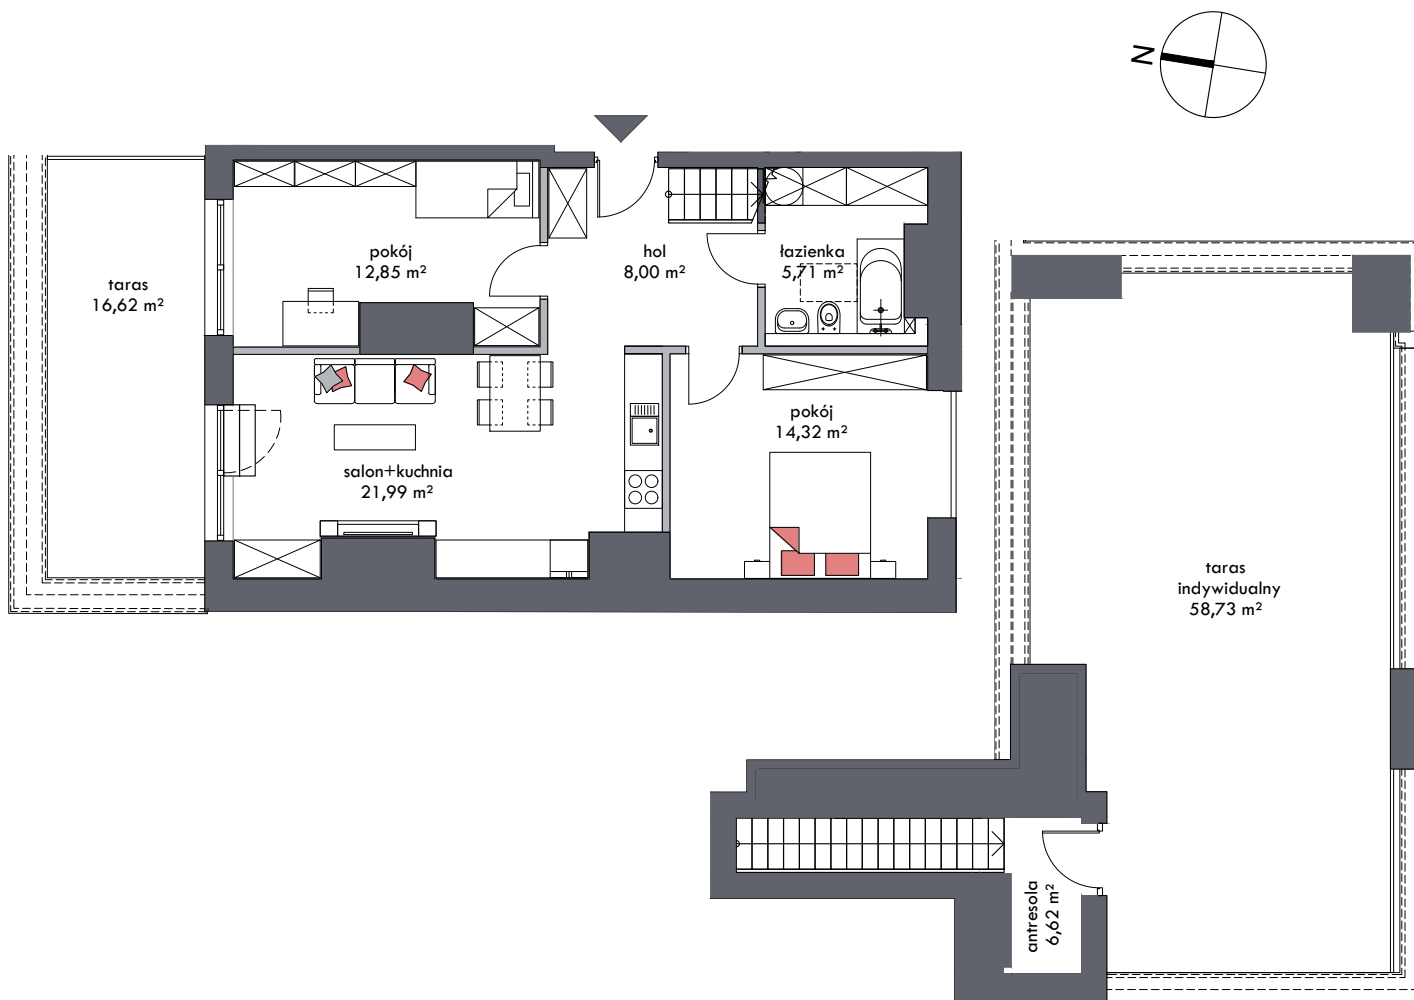 N
pokój
12,85 m²
hol
8,00 m²
łazienka
5,71 m²
taras
16,62 m²
pokój
14,32 m²
salon+kuchnia
21,99 m²
taras
indywidualny
58,73 m²
antresola
6,62 m²